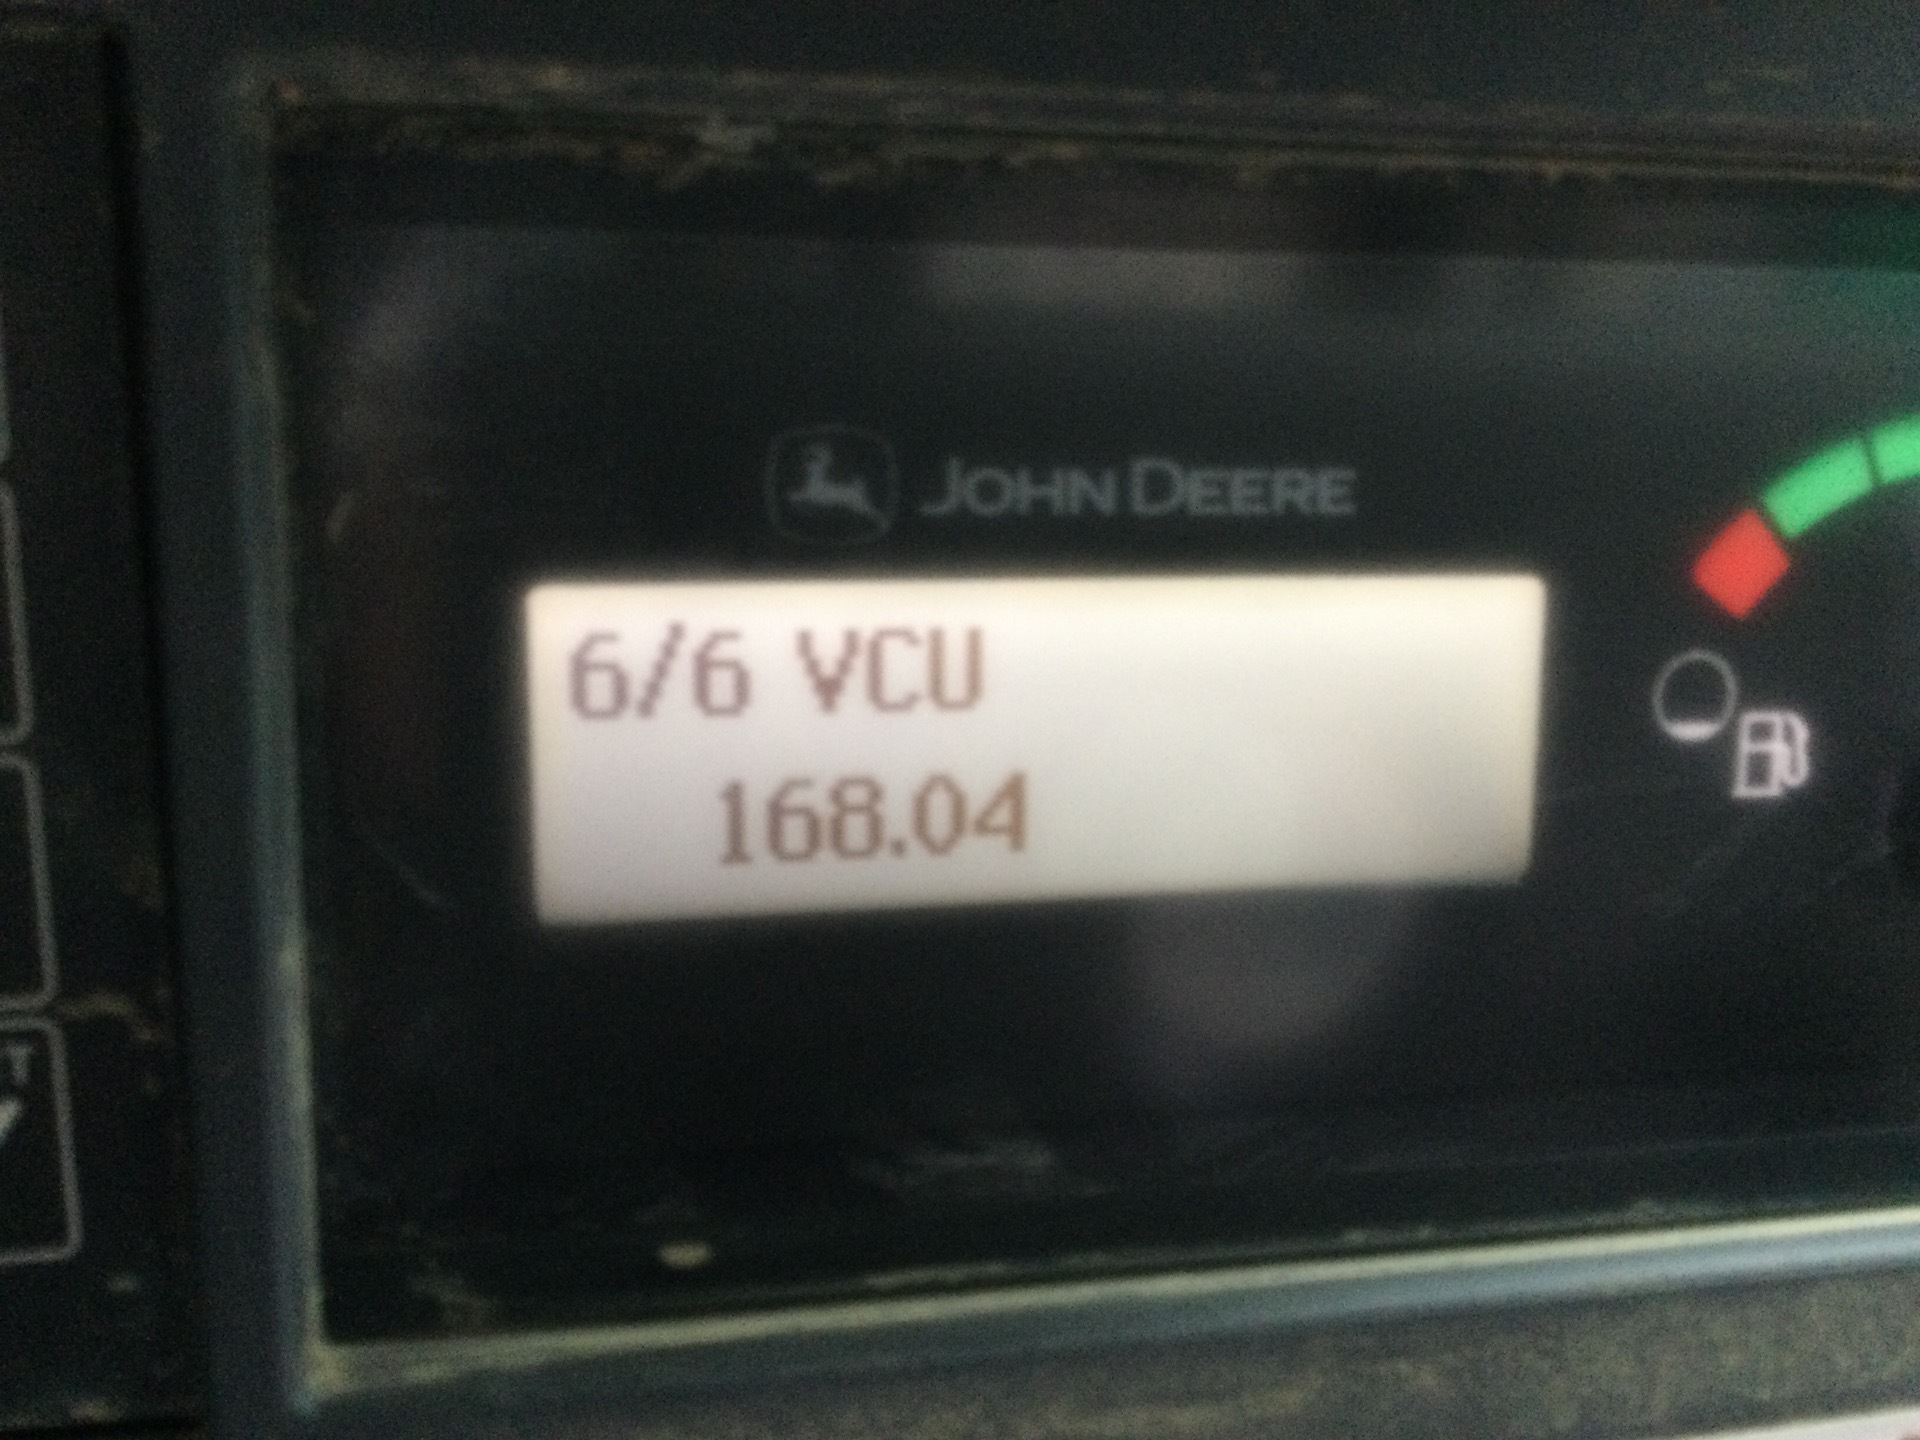 JOHN DEERE
6/6 VCU
168.04
T